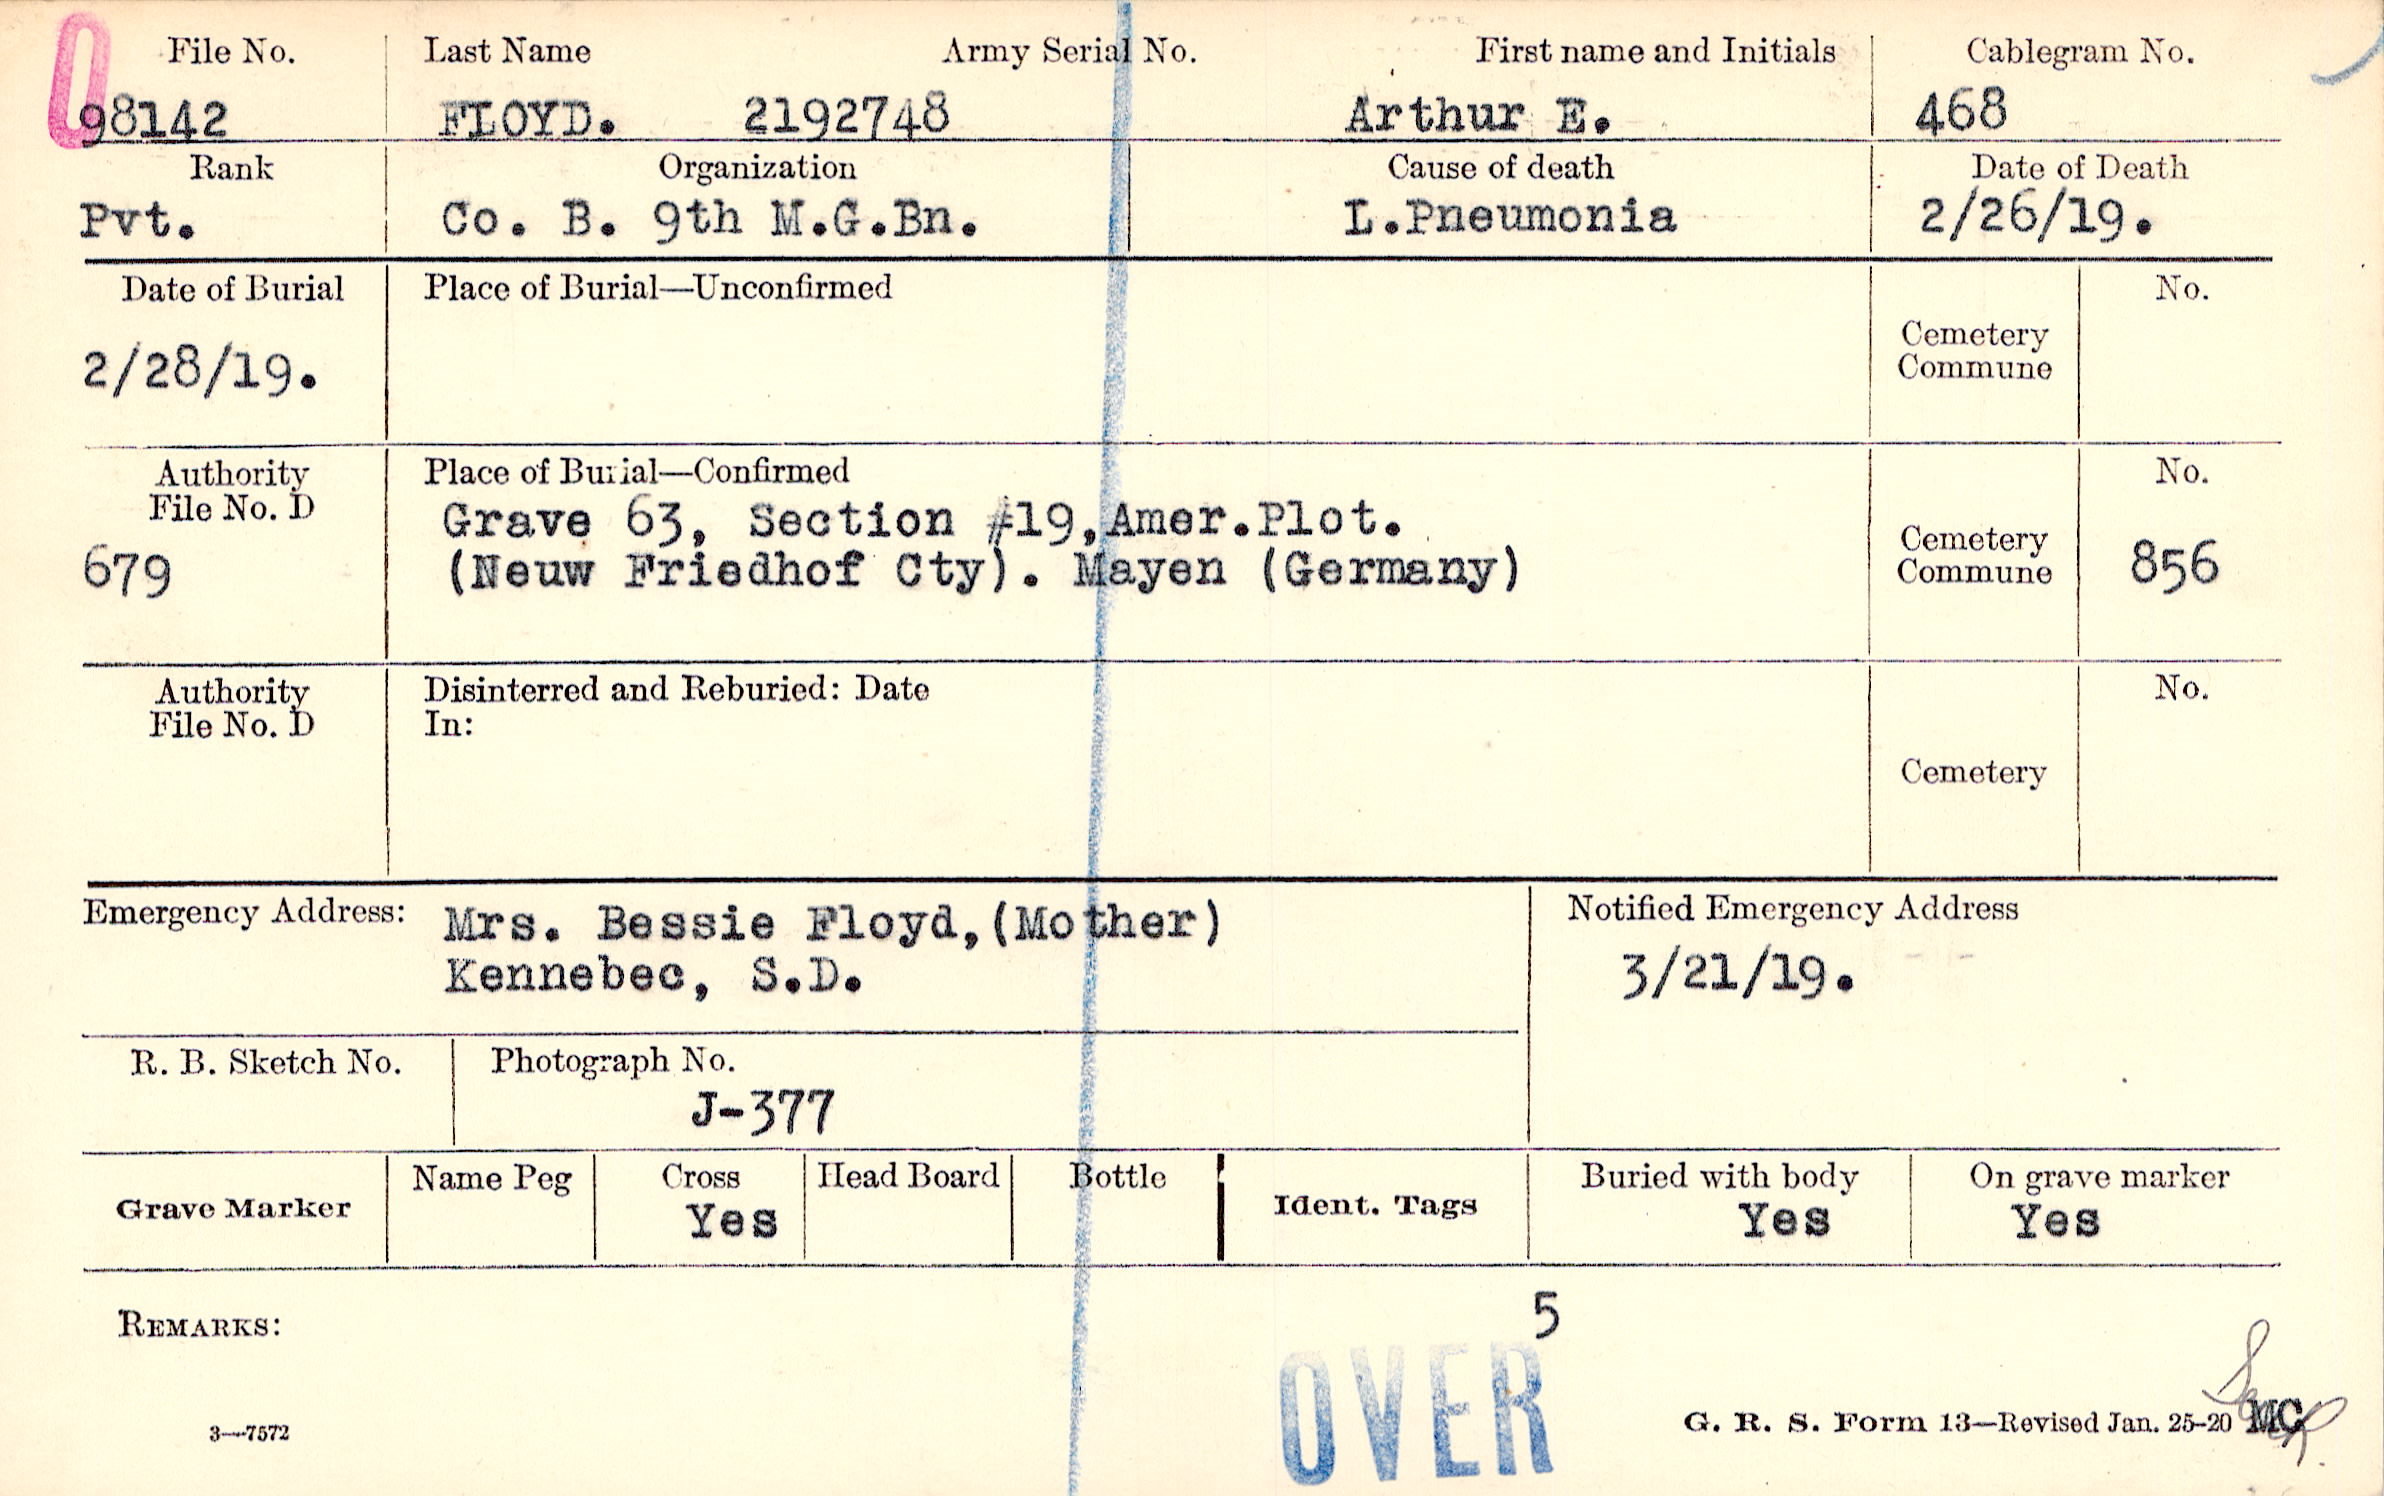 O
File No. Last Name Army Serial No. First name and Initials Cablegram No.
98142 FLOYD. 2192748 Arthur E. 468
Rank Organization Cause of death Date of Death
Pvt. Co. B. 9th M.G.Bn. L.Pneumonia 2/26/19.
Date of Burial Place of Burial—Unconfirmed No.
Cemetery
Commune
2/28/19.
Authority Place of Burial—Confirmed No.
File No. D
Grave 63, Section #19,Amer.Plot.
(Neuw Friedhof Cty). Mayen (Germany)
679
Cemetery
Commune
856
Authority Disinterred and Reburied: Date No.
File No. D In:
Cemetery
Emergency Address: Mrs. Bessie Floyd,(Mother) Notified Emergency Address
Kennebec, S.D. 3/21/19.
R. B. Sketch No. Photograph No.
J-377
Grave Marker Name Peg Cross Head Board Bottle Ident. Tags Buried with body On grave marker
Yes Yes Yes
REMARKS:
5
OVER
3—7572 G. R. S. Form 13—Revised Jan. 25-20 MC